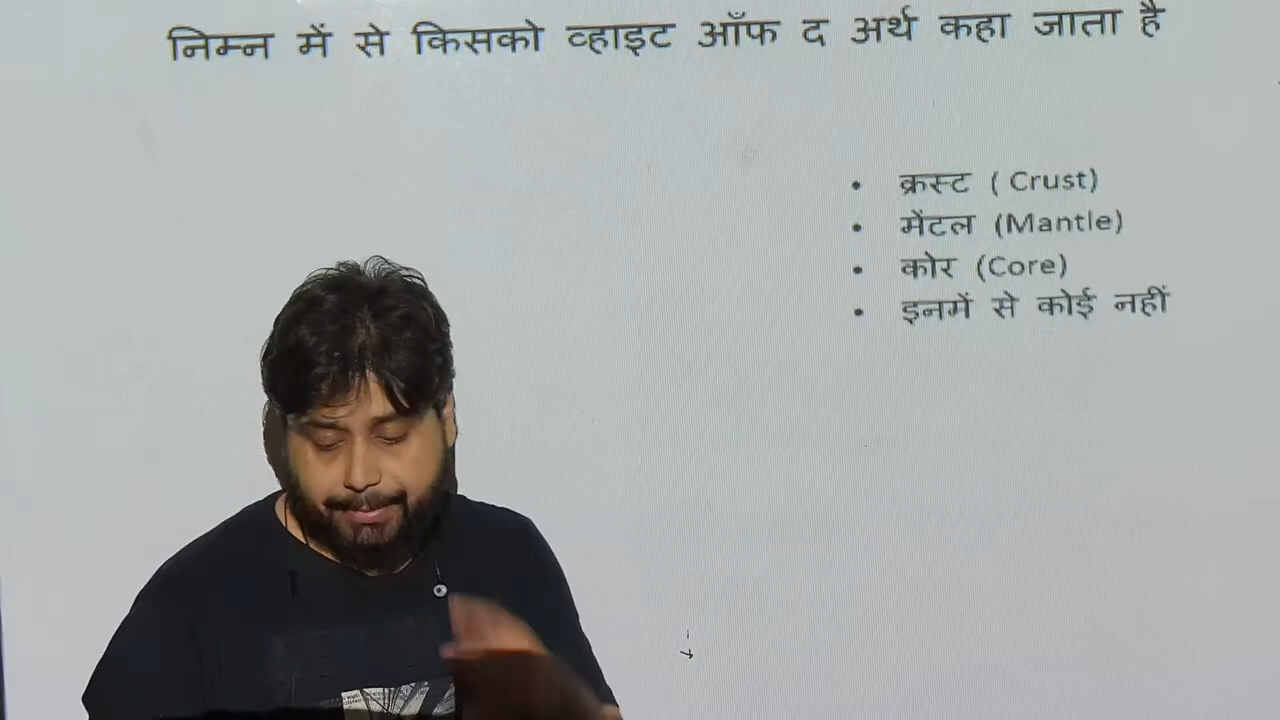 निम्न में से किसको व्हाइट ऑफ द अर्थ कहा जाता है
• क्रस्ट ( Crust)
• मेंटल (Mantle)
• कोर (Core)
• इनमें से कोई नहीं